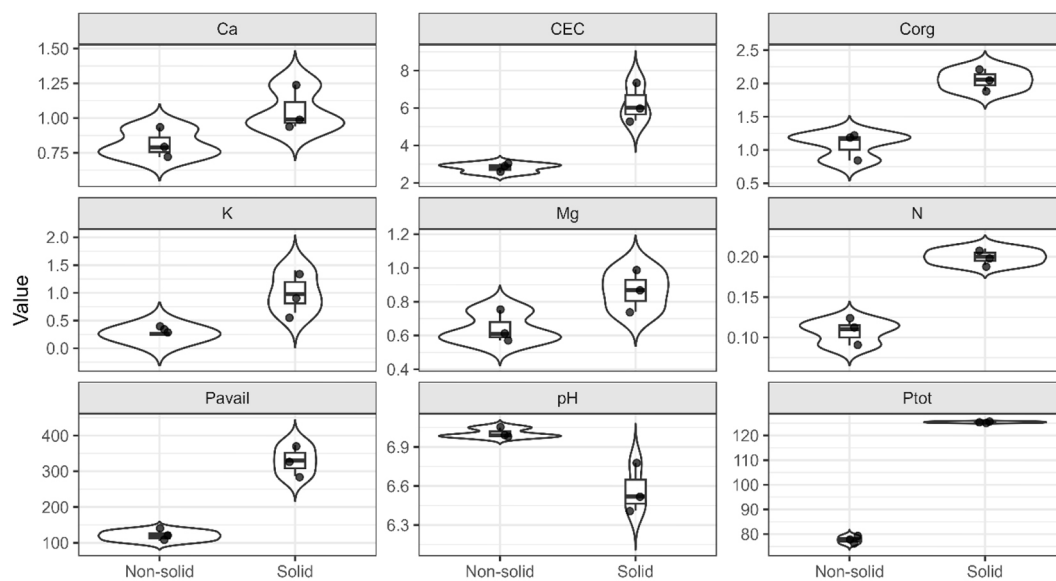 Ca
CEC
Corg
1.50
1.25
1.00
0.75
8
6
4
2
2.5
2.0
1.5
1.0
0.5
K
Mg
N
2.0
1.5
1.0
0.5
0.0
1.2
1.0
0.8
0.6
0.4
0.20
0.15
0.10
Value
Pavail
pH
Ptot
400
300
200
100
6.9
6.6
6.3
120
110
100
90
80
Non-solid Solid
Non-solid Solid
Non-solid Solid